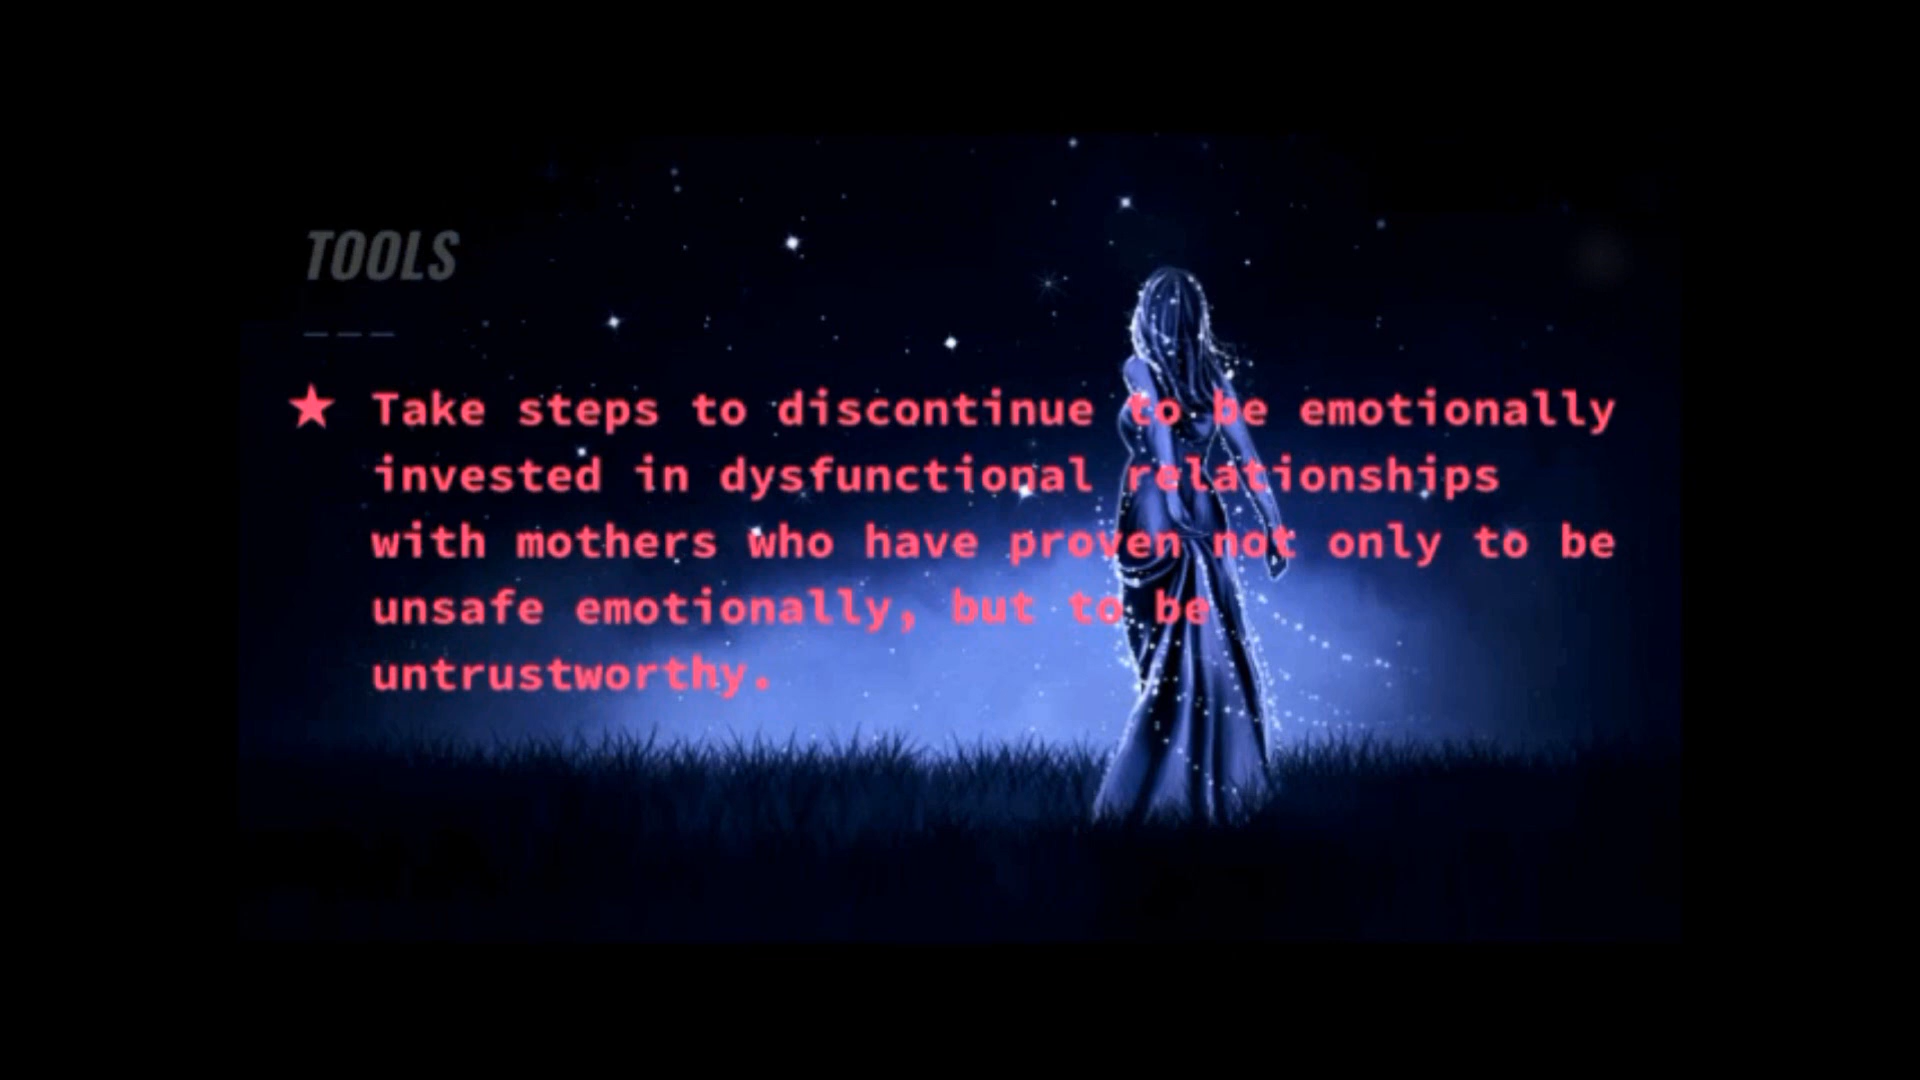 TOOLS
★ Take steps to discontinue to be emotionally
invested in dysfunctional relationships
with mothers who have proven not only to be
unsafe emotionally, but to be
untrustworthy.